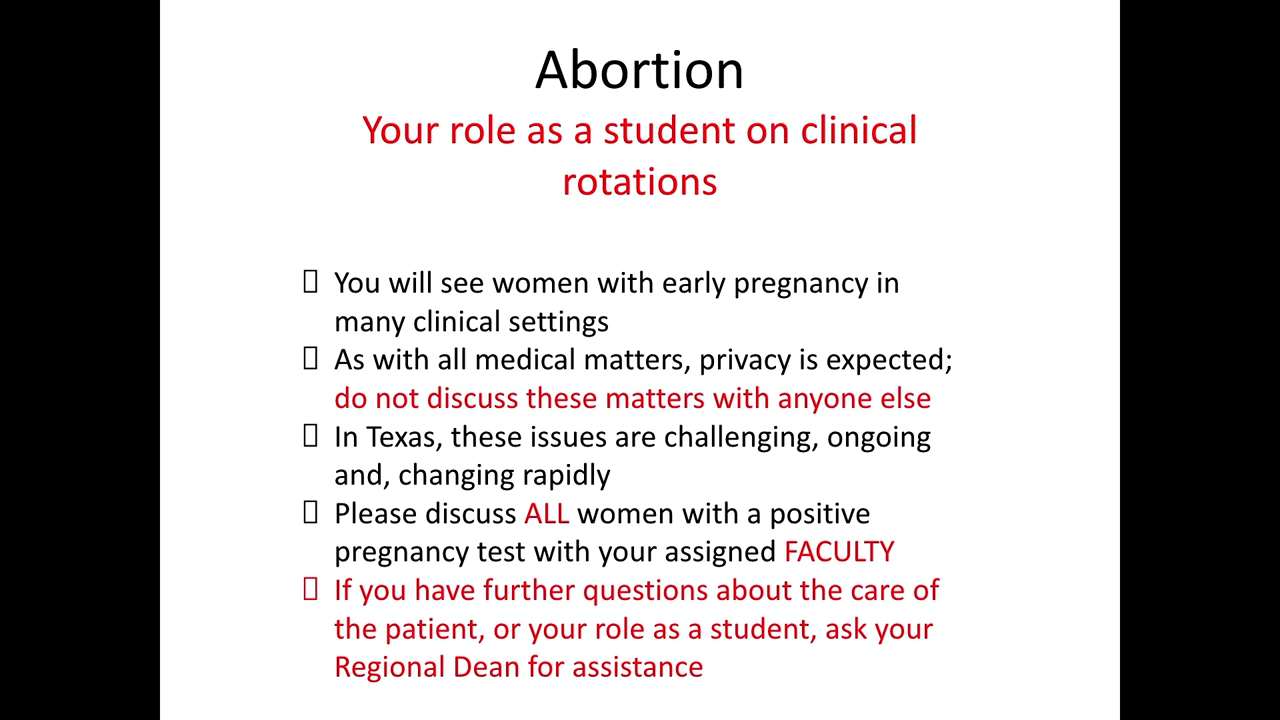 Abortion
Your role as a student on clinical
rotations
You will see women with early pregnancy in
many clinical settings
As with all medical matters, privacy is expected;
do not discuss these matters with anyone else
In Texas, these issues are challenging, ongoing
and, changing rapidly
Please discuss ALL women with a positive
pregnancy test with your assigned FACULTY
If you have further questions about the care of
the patient, or your role as a student, ask your
Regional Dean for assistance